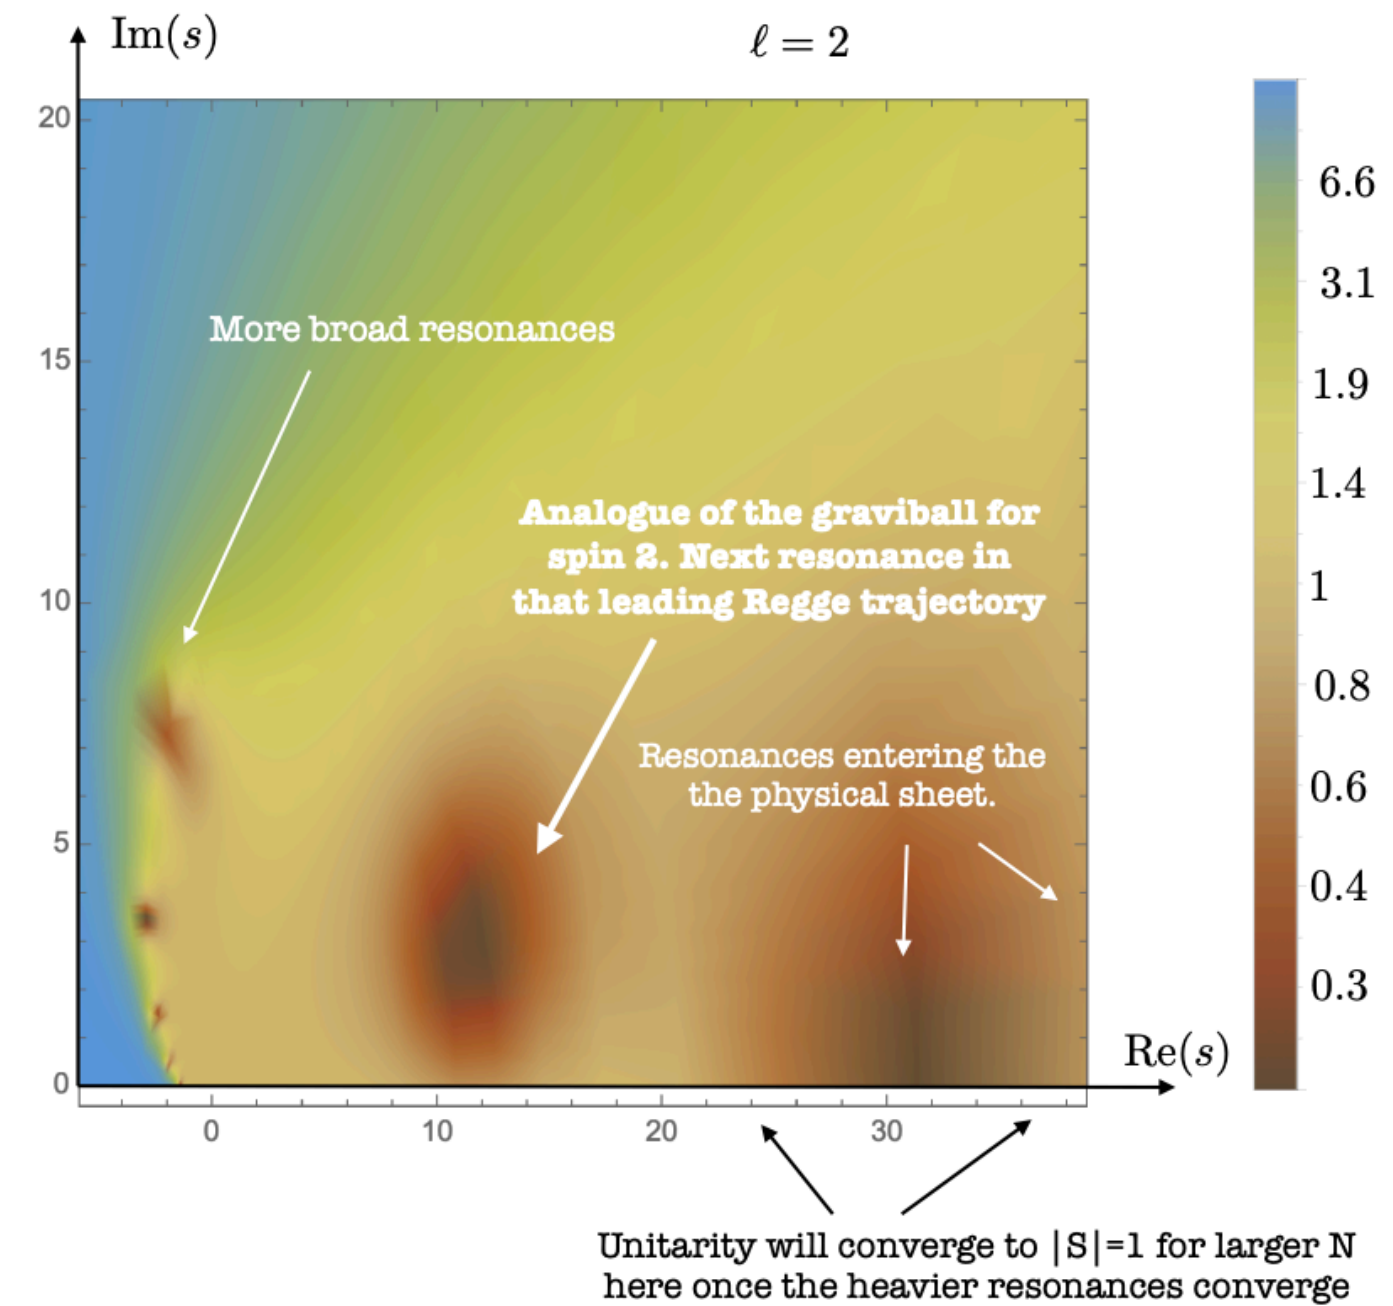 Im(s)
ℓ = 2
20
15
10
5
0
More broad resonances
Analogue of the graviball for
spin 2. Next resonance in
that leading Regge trajectory
Resonances entering the
the physical sheet.
Re(s)
0
10
20
30
6.6
3.1
1.9
1.4
1
0.8
0.6
0.4
0.3
Unitarity will converge to |S|=1 for larger N
here once the heavier resonances converge